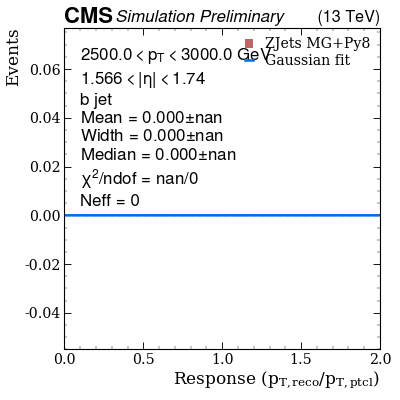 CMS Simulation Preliminary (13 TeV)
Events
2500.0 < pT < 3000.0 GeV
ZJets MG+Py8
Gaussian fit
1.566 < |η| < 1.74
b jet
Mean = 0.000±nan
Width = 0.000±nan
Median = 0.000±nan
χ²/ndof = nan/0
Neff = 0
0.06
0.04
0.02
0.00
-0.02
-0.04
0.0 0.5 1.0 1.5 2.0
Response (pT,reco/pT,ptcl)